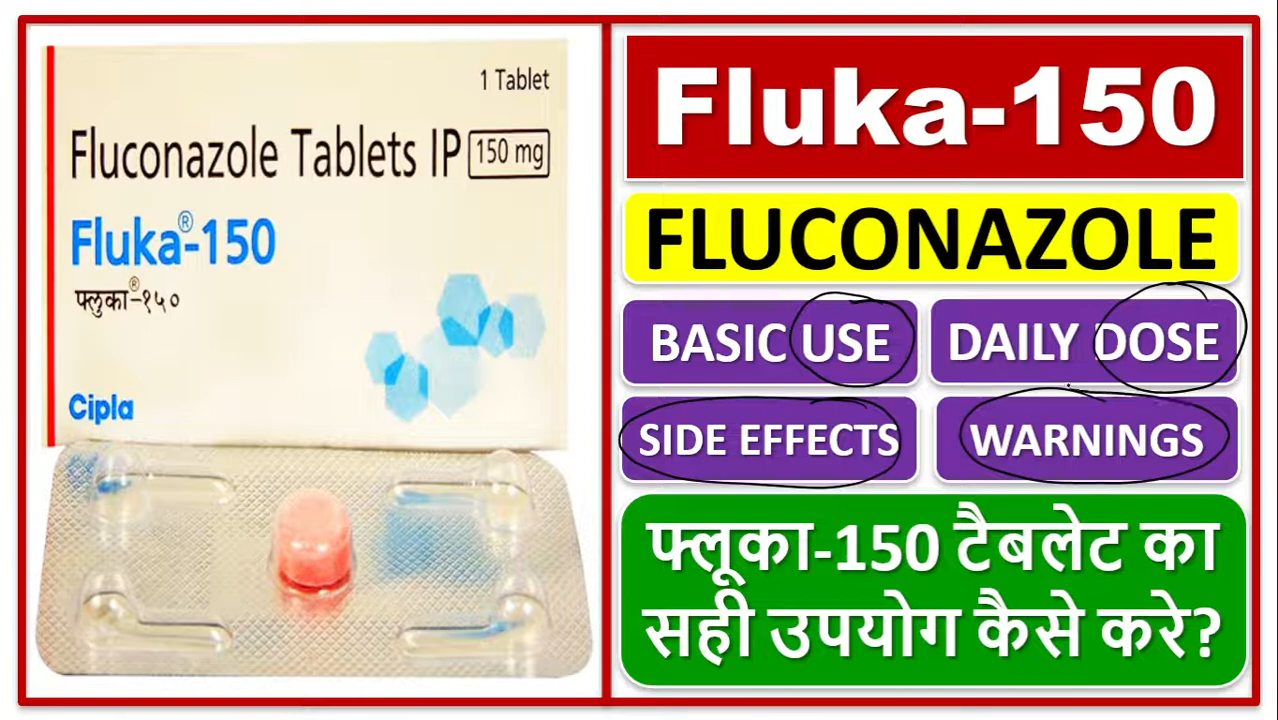 1 Tablet
Fluconazole Tablets IP 150 mg
Fluka®-150
फ्लुका®-१५०
Cipla
Fluka-150
FLUCONAZOLE
BASIC USE
DAILY DOSE
SIDE EFFECTS
WARNINGS
फ्लूका-150 टैबलेट का
सही उपयोग कैसे करे?